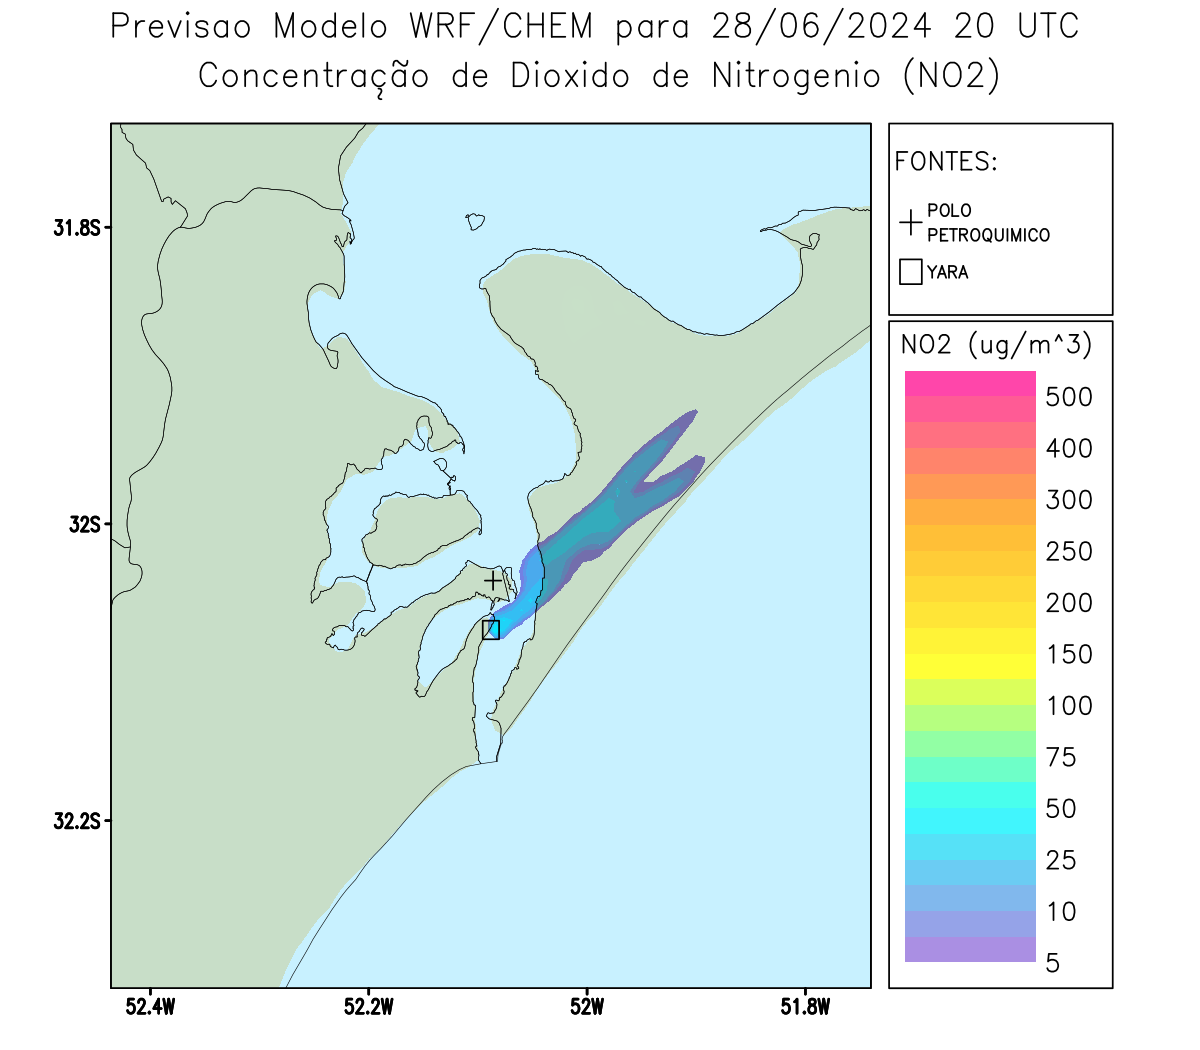 Previsao Modelo WRF/CHEM para 28/06/2024 20 UTC
Concentração de Dioxido de Nitrogenio (NO2)
FONTES:
POLO
PETROQUIMICO
YARA
NO2 (ug/m^3)
500
400
300
250
200
150
100
75
50
25
10
5
31.8S
32S
32.2S
52.4W
52.2W
52W
51.8W